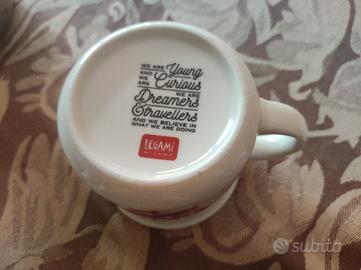 WE ARE Young
AND WE ARE Curious
WE ARE
Dreamers
& travellers
AND WE BELIEVE IN
WHAT WE ARE DOING
LEGAMI
MILANO
subito